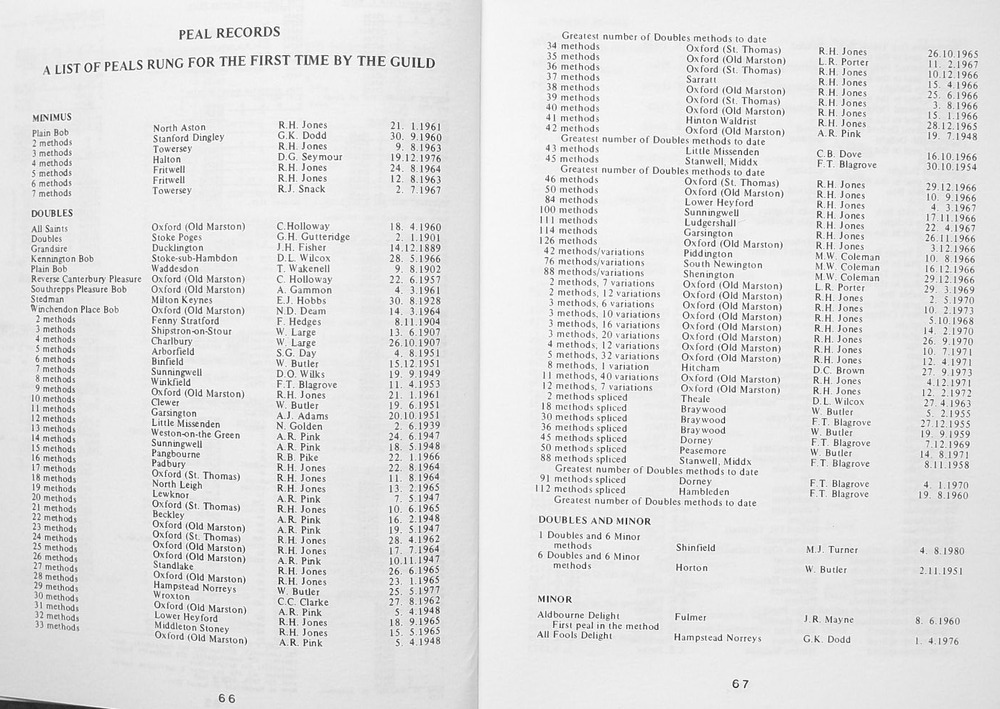 PEAL RECORDS
A LIST OF PEALS RUNG FOR THE FIRST TIME BY THE GUILD
MINIMUS
Plain Bob North Aston R.H. Jones 21. 1.1961
2 methods Stanford Dingley G.K. Dodd 30. 9.1960
3 methods Towersey R.H. Jones 9. 8.1963
4 methods Halton D.G. Seymour 19.12.1976
5 methods Fritwell R.H. Jones 24. 8.1964
6 methods Fritwell R.H. Jones 12. 8.1963
7 methods Towersey R.J. Snack 2. 7.1967
DOUBLES
All Saints Oxford (Old Marston) C.Holloway 18. 4.1960
Doubles Stoke Poges G.H. Gutteridge 2. 1.1901
Grandsire Ducklington J.H. Fisher 14.12.1889
Kennington Bob Stoke-sub-Hambdon D.L. Wilcox 28. 5.1966
Plain Bob Waddesdon T. Wakenell 9. 8.1902
Reverse Canterbury Pleasure Oxford (Old Marston) C. Holloway 22. 6.1957
Southrepps Pleasure Bob Oxford (Old Marston) A. Gammon 4. 3.1961
Stedman Milton Keynes E.J. Hobbs 30. 8.1928
Winchendon Place Bob Oxford (Old Marston) N.D. Deam 14. 3.1964
2 methods Fenny Stratford F. Hedges 8.11.1904
3 methods Shipston-on-Stour W. Large 13. 6.1907
4 methods Charlbury W. Large 26.10.1907
5 methods Arborfield S.G. Day 4. 8.1951
6 methods Binfield W. Butler 15.12.1951
7 methods Sunningwell D.O. Wilks 19. 9.1949
8 methods Winkfield F.T. Blagrove 11. 4.1953
9 methods Oxford (Old Marston) R.H. Jones 21. 1.1961
10 methods Clewer W. Butler 19. 6.1951
11 methods Garsington A.J. Adams 20.10.1951
12 methods Little Missenden N. Golden 2. 6.1939
13 methods Weston-on-the Green A.R. Pink 24. 6.1947
14 methods Sunningwell A.R. Pink 18. 5.1948
15 methods Pangbourne R.B. Pike 22. 1.1966
16 methods Padbury R.H. Jones 22. 8.1964
17 methods Oxford (St. Thomas) R.H. Jones 11. 8.1964
18 methods North Leigh R.H. Jones 13. 2.1965
19 methods Lewknor A.R. Pink 7. 5.1947
20 methods Oxford (St. Thomas) R.H. Jones 10. 6.1965
21 methods Beckley A.R. Pink 16. 2.1948
22 methods Oxford (Old Marston) A.R. Pink 19. 5.1947
23 methods Oxford (St. Thomas) R.H. Jones 28. 4.1962
24 methods Oxford (Old Marston) R.H. Jones 17. 7.1964
25 methods Oxford (Old Marston) A.R. Pink 10.11.1947
26 methods Standlake R.H. Jones 26. 6.1965
27 methods Oxford (Old Marston) R.H. Jones 23. 1.1965
28 methods Hampstead Norreys W. Butler 25. 5.1977
29 methods Wroxton C.C. Clarke 27. 8.1962
30 methods Oxford (Old Marston) A.R. Pink 5. 4.1948
31 methods Lower Heyford R.H. Jones 18. 9.1965
32 methods Middleton Stoney R.H. Jones 15. 5.1965
33 methods Oxford (Old Marston) A.R. Pink 5. 4.1948
66
Greatest number of Doubles methods to date
34 methods Oxford (St. Thomas) R.H. Jones 26.10.1965
35 methods Oxford (Old Marston) L.R. Porter 11. 2.1967
36 methods Oxford (St. Thomas) R.H. Jones 10.12.1966
37 methods Sarratt R.H. Jones 15. 4.1966
38 methods Oxford (Old Marston) R.H. Jones 25. 6.1966
39 methods Oxford (St. Thomas) R.H. Jones 3. 8.1966
40 methods Oxford (Old Marston) R.H. Jones 15. 1.1966
41 methods Hinton Waldrist R.H. Jones 28.12.1965
42 methods Oxford (Old Marston) A.R. Pink 19. 7.1948
Greatest number of Doubles methods to date
43 methods Little Missenden C.B. Dove 16.10.1966
45 methods Stanwell, Middx F.T. Blagrove 30.10.1954
Greatest number of Doubles methods to date
46 methods Oxford (St. Thomas) R.H. Jones 29.12.1966
50 methods Oxford (Old Marston) R.H. Jones 10. 9.1966
84 methods Lower Heyford R.H. Jones 4. 3.1967
100 methods Sunningwell R.H. Jones 17.11.1966
111 methods Ludgershall R.H. Jones 22. 4.1967
114 methods Garsington R.H. Jones 26.11.1966
126 methods Oxford (Old Marston) R.H. Jones 3.12.1966
42 methods/variations Piddington M.W. Coleman 10. 8.1966
76 methods/variations South Newington M.W. Coleman 16.12.1966
88 methods/variations Shenington M.W. Coleman 29.12.1966
2 methods, 7 variations Oxford (Old Marston) L.R. Porter 29. 3.1969
2 methods, 12 variations Oxford (Old Marston) R.H. Jones 2. 5.1970
3 methods, 6 variations Oxford (Old Marston) R.H. Jones 10. 2.1973
3 methods, 10 variations Oxford (Old Marston) R.H. Jones 5.10.1968
3 methods, 16 variations Oxford (Old Marston) R.H. Jones 14. 2.1970
3 methods, 20 variations Oxford (Old Marston) R.H. Jones 26. 9.1970
4 methods, 12 variations Oxford (Old Marston) R.H. Jones 10. 7.1971
5 methods, 32 variations Oxford (Old Marston) R.H. Jones 12. 4.1971
8 methods, 1 variation Hitcham D.C. Brown 27. 9.1973
11 methods, 40 variations Oxford (Old Marston) R.H. Jones 4.12.1971
12 methods, 7 variations Oxford (Old Marston) R.H. Jones 12. 2.1972
2 methods spliced Theale D.L. Wilcox 27. 4.1963
18 methods spliced Braywood W. Butler 5. 2.1955
30 methods spliced Braywood F.T. Blagrove 27.12.1955
36 methods spliced Braywood W. Butler 19. 9.1959
45 methods spliced Dorney F.T. Blagrove 7.12.1969
50 methods spliced Peasemore W. Butler 14. 8.1971
88 methods spliced Stanwell, Middx F.T. Blagrove 8.11.1958
Greatest number of Doubles methods to date
91 methods spliced Dorney F.T. Blagrove 4. 1.1970
112 methods spliced Hambleden F.T. Blagrove 19. 8.1960
Greatest number of Doubles methods to date
DOUBLES AND MINOR
1 Doubles and 6 Minor
methods Shinfield M.J. Turner 4. 8.1980
6 Doubles and 6 Minor
methods Horton W. Butler 2.11.1951
MINOR
Aldbourne Delight Fulmer J.R. Mayne 8. 6.1960
First peal in the method
All Fools Delight Hampstead Norreys G.K. Dodd 1. 4.1976
67